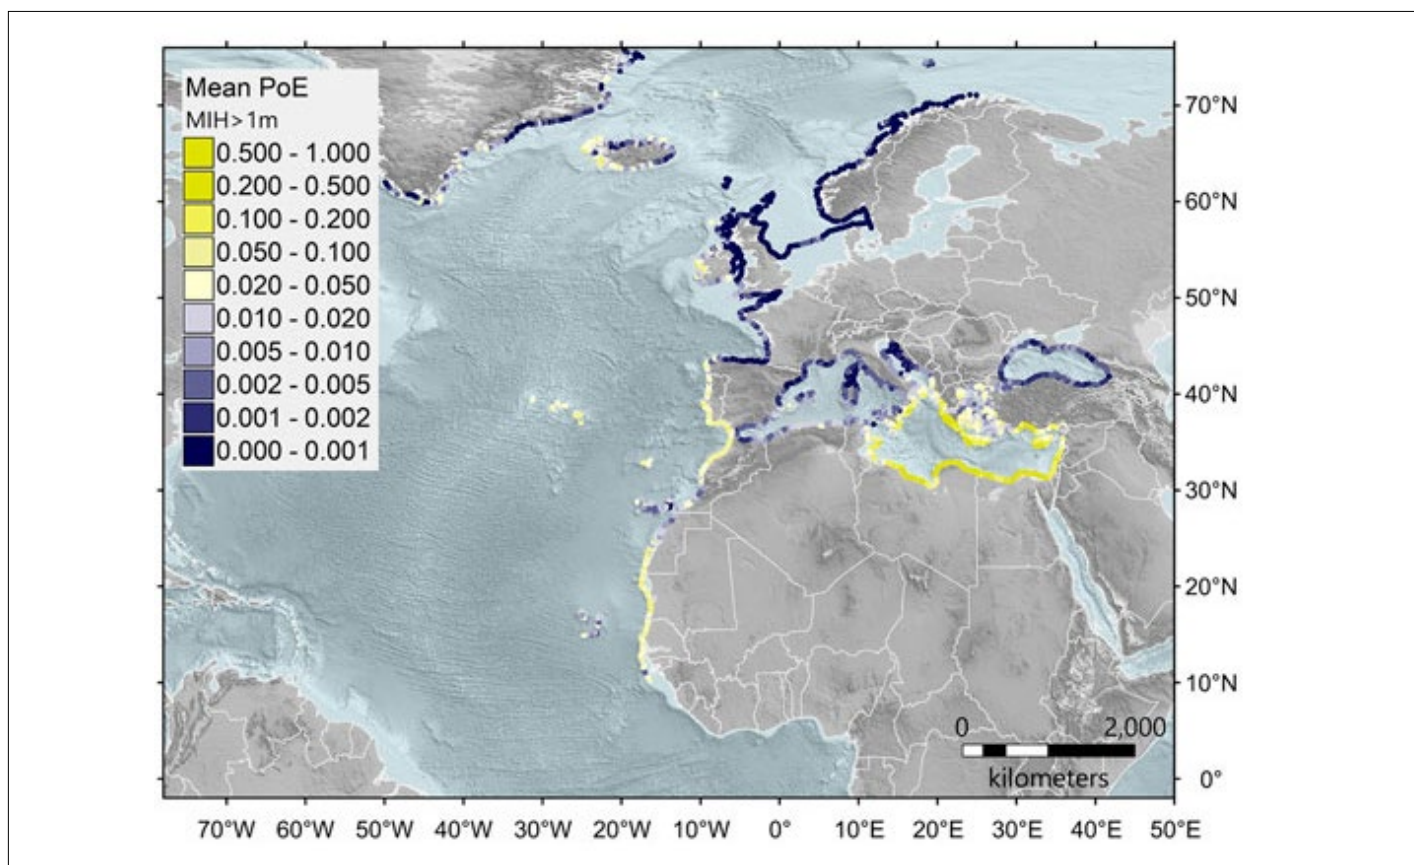 Mean PoE
MIH>1m
0.500 - 1.000
0.200 - 0.500
0.100 - 0.200
0.050 - 0.100
0.020 - 0.050
0.010 - 0.020
0.005 - 0.010
0.002 - 0.005
0.001 - 0.002
0.000 - 0.001
70°N
60°N
50°N
40°N
30°N
20°N
10°N
0°
0 2,000
kilometers
70°W 60°W 50°W 40°W 30°W 20°W 10°W 0° 10°E 20°E 30°E 40°E 50°E